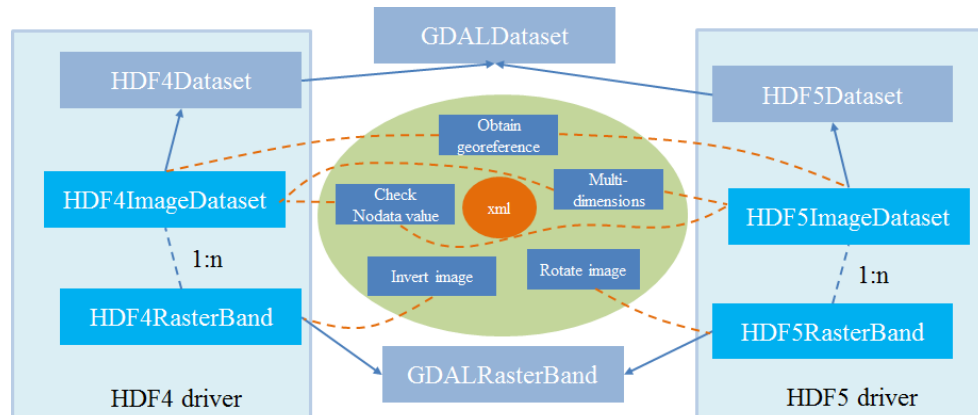 GDALDataset
HDF4Dataset
HDF5Dataset
Obtain
georeference
HDF4ImageDataset
Check
Nodata value
xml
Multi-
dimensions
HDF5ImageDataset
1:n
1:n
Invert image
Rotate image
HDF4RasterBand
HDF5RasterBand
GDALRasterBand
HDF4 driver
HDF5 driver